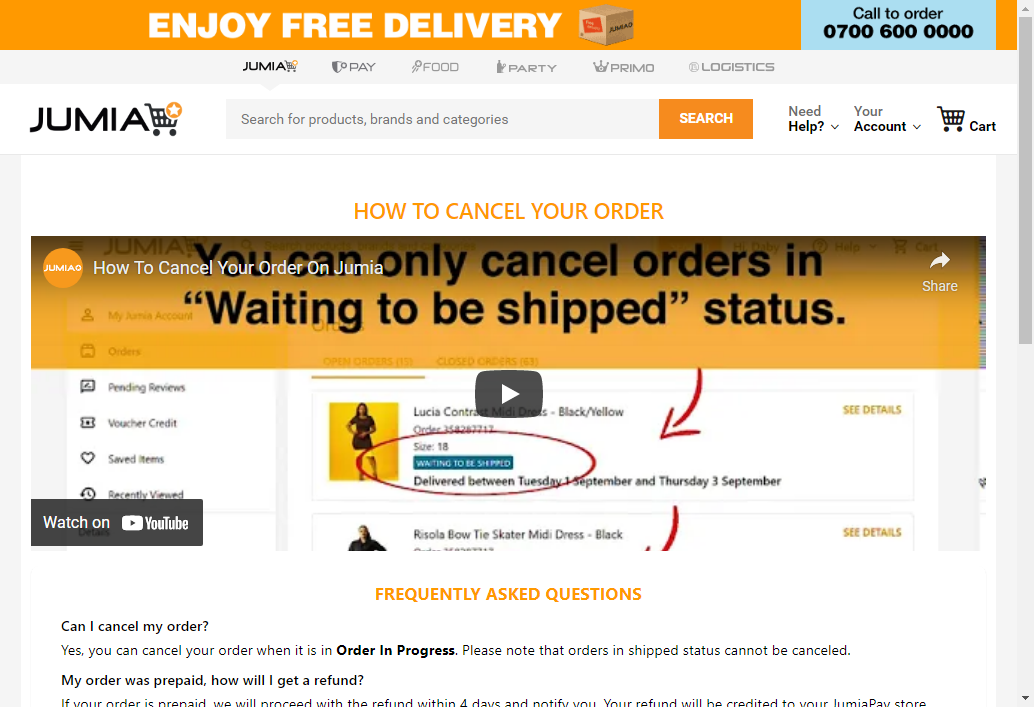 ENJOY FREE DELIVERY
JUMIA
Call to order
0700 600 0000
JUMIA PAY FOOD PARTY PRIMO LOGISTICS
JUMIA
Search for products, brands and categories
SEARCH
Need
Help?
Your
Account
Cart
HOW TO CANCEL YOUR ORDER
JUMIA
How To Cancel Your Order On Jumia
You can only cancel orders in
“Waiting to be shipped” status.
Share
My Jumia Account
Orders
Orders
OPEN ORDERS (15) CLOSED ORDERS (63)
Pending Reviews
Voucher Credit
Saved Items
Recently Viewed
Lucia Contrast Midi Dress - Black/Yellow
SEE DETAILS
Order 358287717
Size: 18
WAITING TO BE SHIPPED
Delivered between Tuesday 1 September and Thursday 3 September
Risola Bow Tie Skater Midi Dress - Black
SEE DETAILS
Watch on YouTube
FREQUENTLY ASKED QUESTIONS
Can I cancel my order?
Yes, you can cancel your order when it is in Order In Progress. Please note that orders in shipped status cannot be canceled.
My order was prepaid, how will I get a refund?
If your order is prepaid, we will proceed with the refund within 4 days and notify you. Your refund will be credited to your JumiaPay store